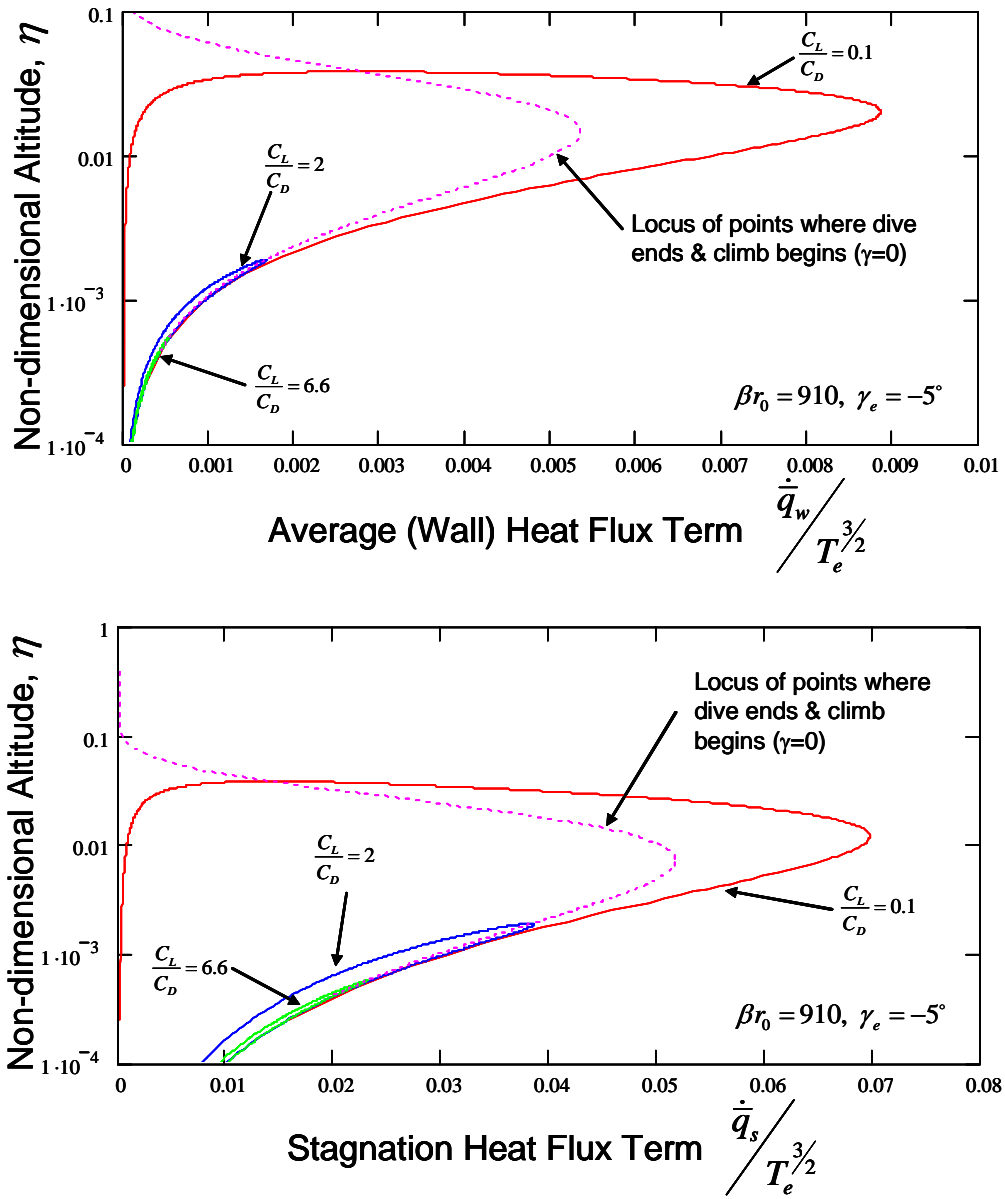 Non-dimensional Altitude, η
0.1
0.01
1·10⁻³
1·10⁻⁴
C_L/C_D = 0.1
C_L/C_D = 2
Locus of points where dive
ends & climb begins (γ=0)
C_L/C_D = 6.6
βr₀ = 910, γₑ = −5°
0 0.001 0.002 0.003 0.004 0.005 0.006 0.007 0.008 0.009 0.01
Average (Wall) Heat Flux Term \dot{\bar{q}}_w / T_e^{3/2}
Non-dimensional Altitude, η
1
0.1
0.01
1·10⁻³
1·10⁻⁴
Locus of points where
dive ends & climb
begins (γ=0)
C_L/C_D = 2
C_L/C_D = 0.1
C_L/C_D = 6.6
βr₀ = 910, γₑ = −5°
0 0.01 0.02 0.03 0.04 0.05 0.06 0.07 0.08
Stagnation Heat Flux Term \dot{\bar{q}}_s / T_e^{3/2}